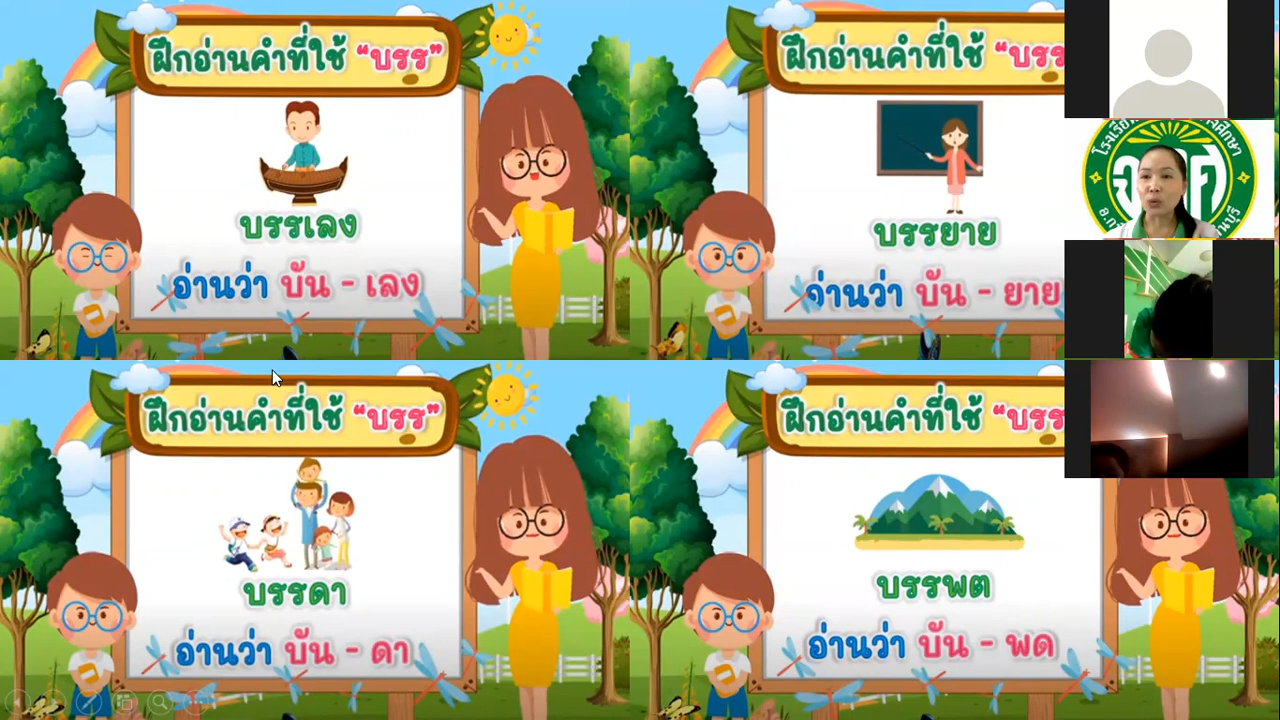 ฝึกอ่านคำที่ใช้ “บรร”
บรรเลง
อ่านว่า บัน - เลง
ฝึกอ่านคำที่ใช้ “บรร
บรรยาย
อ่านว่า บัน - ยาย
ฝึกอ่านคำที่ใช้ “บรร”
บรรดา
อ่านว่า บัน - ดา
ฝึกอ่านคำที่ใช้ “บรร
บรรพต
อ่านว่า บัน - พด